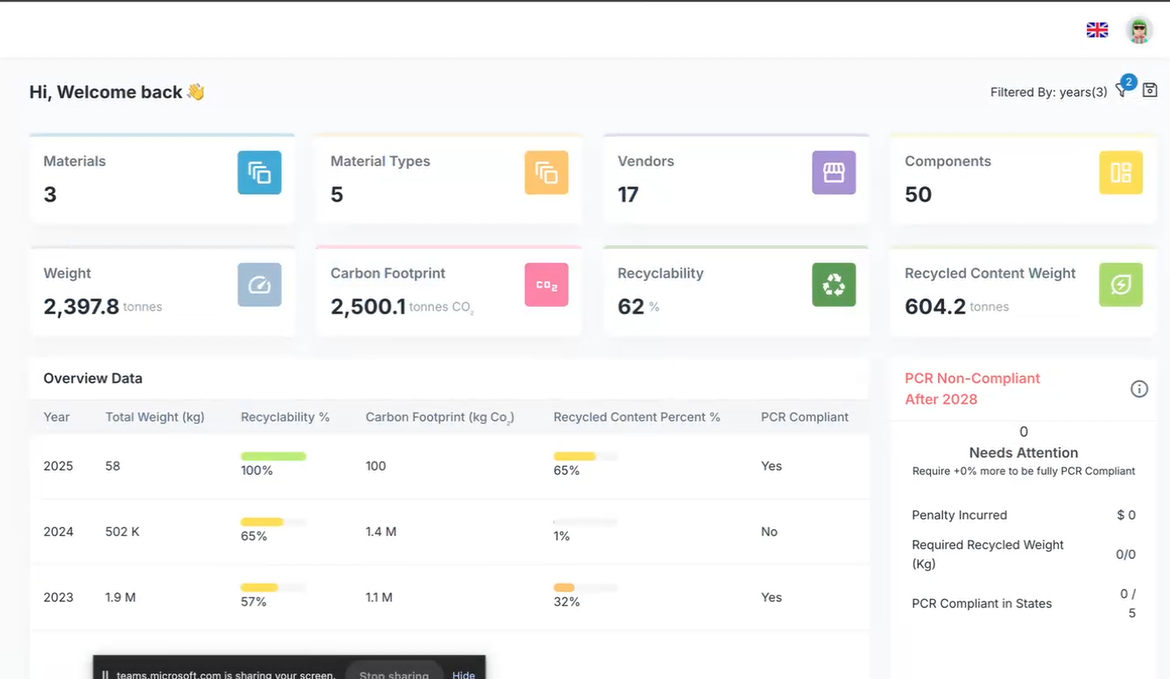 Hi, Welcome back 👋
Filtered By: years(3)
2
Materials
3
Material Types
5
Vendors
17
Components
50
Weight
2,397.8 tonnes
Carbon Footprint
2,500.1 tonnes CO₂
CO₂
Recyclability
62 %
Recycled Content Weight
604.2 tonnes
Overview Data
Year Total Weight (kg) Recyclability % Carbon Footprint (kg Co₂) Recycled Content Percent % PCR Compliant
2025 58 100% 100 65% Yes
2024 502 K 65% 1.4 M 1% No
2023 1.9 M 57% 1.1 M 32% Yes
PCR Non-Compliant
After 2028
0
Needs Attention
Require +0% more to be fully PCR Compliant
Penalty Incurred $ 0
Required Recycled Weight
(Kg) 0/0
PCR Compliant in States 0 /
5
teams.microsoft.com is sharing your screen. Stop sharing Hide